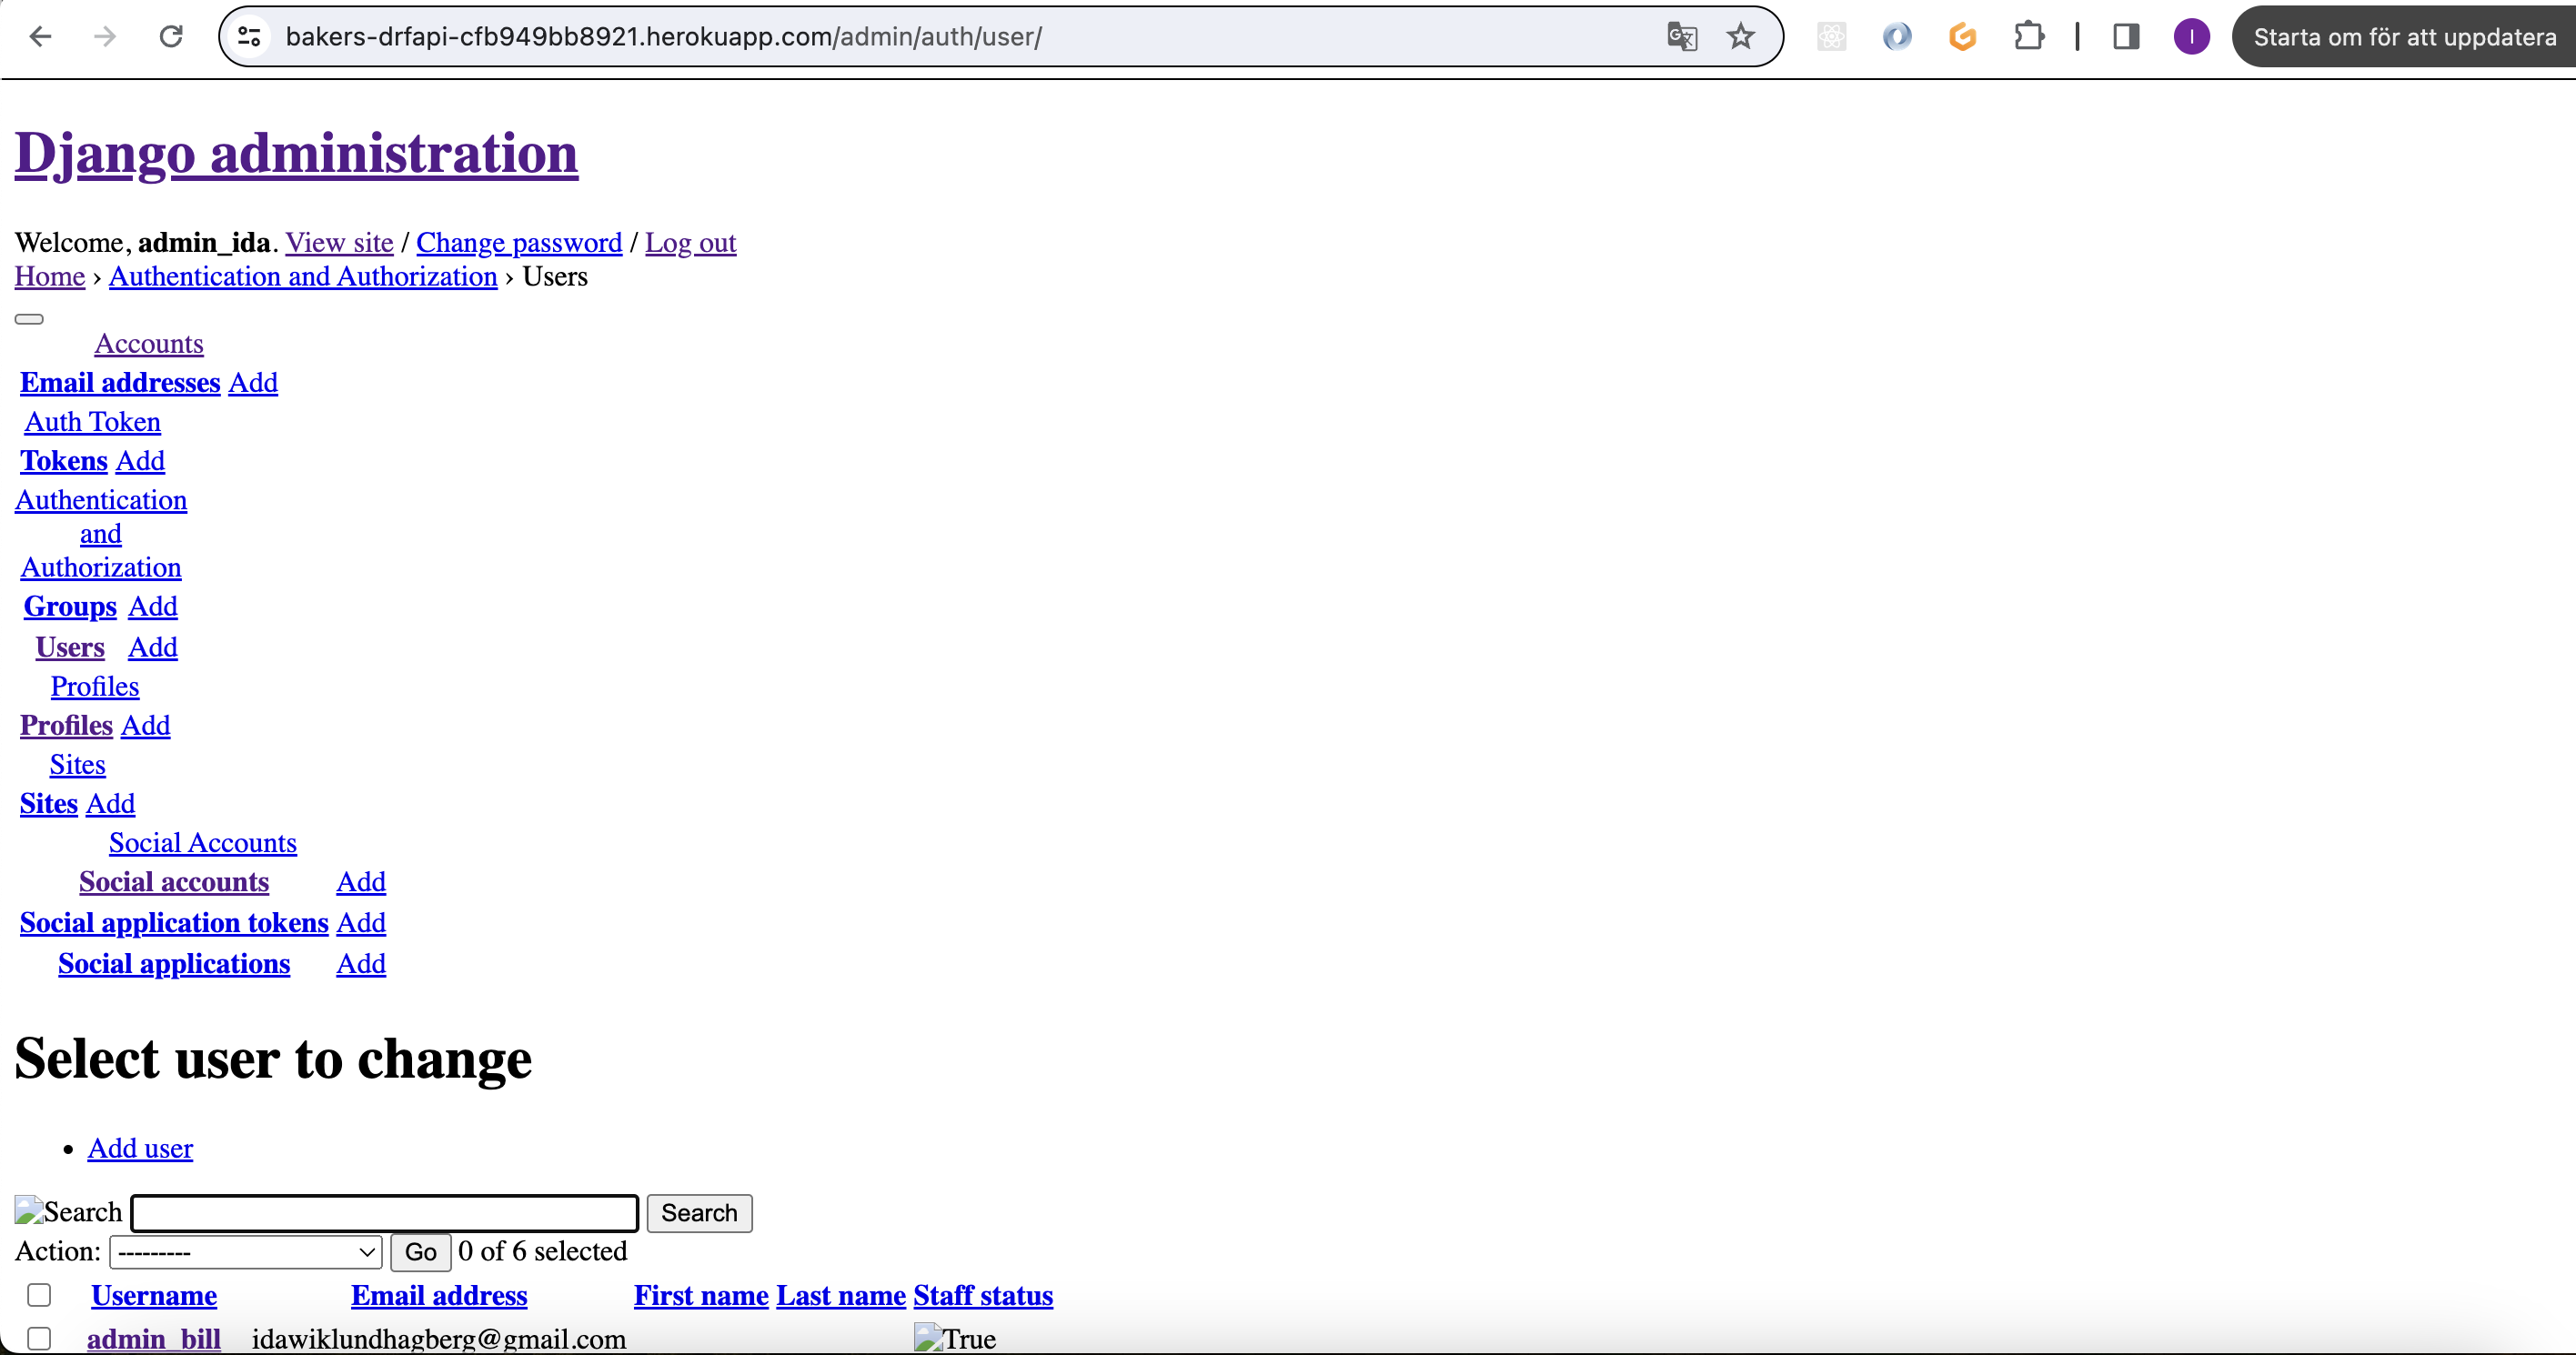 bakers-drfapi-cfb949bb8921.herokuapp.com/admin/auth/user/
I
Starta om för att uppdatera
Django administration
Welcome, admin_ida. View site / Change password / Log out
Home › Authentication and Authorization › Users
Accounts
Email addresses Add
Auth Token
Tokens Add
Authentication
and
Authorization
Groups Add
Users Add
Profiles
Profiles Add
Sites
Sites Add
Social Accounts
Social accounts Add
Social application tokens Add
Social applications Add
Select user to change
• Add user
Search Search
Action: --------- Go 0 of 6 selected
Username Email address First name Last name Staff status
admin_bill idawiklundhagberg@gmail.com True